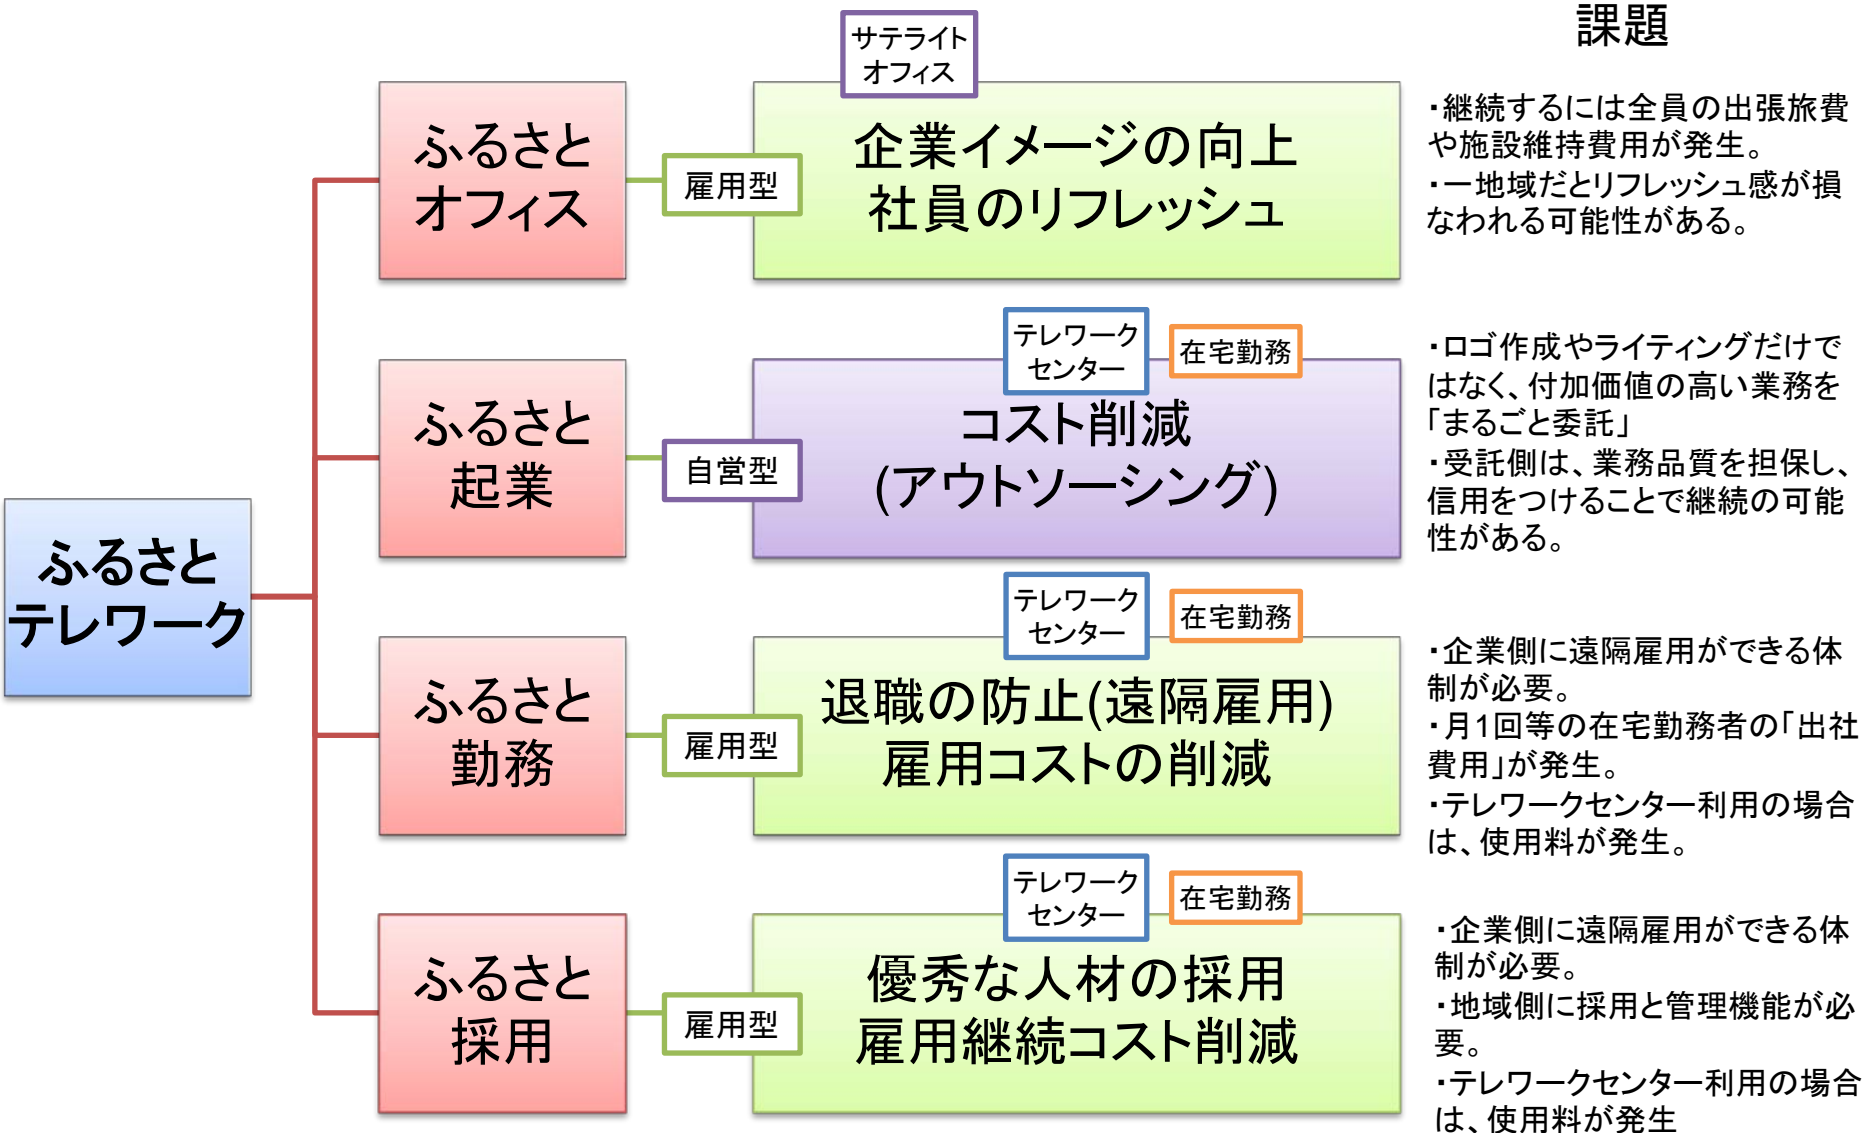 課題
サテライト
オフィス
ふるさと
オフィス
雇用型
企業イメージの向上
社員のリフレッシュ
・継続するには全員の出張旅費
や施設維持費用が発生。
・一地域だとリフレッシュ感が損
なわれる可能性がある。
テレワーク
センター
在宅勤務
ふるさと
起業
自営型
コスト削減
(アウトソーシング)
・ロゴ作成やライティングだけで
はなく、付加価値の高い業務を
「まるごと委託」
・受託側は、業務品質を担保し、
信用をつけることで継続の可能
性がある。
ふるさと
テレワーク
テレワーク
センター
在宅勤務
ふるさと
勤務
雇用型
退職の防止(遠隔雇用)
雇用コストの削減
・企業側に遠隔雇用ができる体
制が必要。
・月1回等の在宅勤務者の「出社
費用」が発生。
・テレワークセンター利用の場合
は、使用料が発生。
テレワーク
センター
在宅勤務
ふるさと
採用
雇用型
優秀な人材の採用
雇用継続コスト削減
・企業側に遠隔雇用ができる体
制が必要。
・地域側に採用と管理機能が必
要。
・テレワークセンター利用の場合
は、使用料が発生